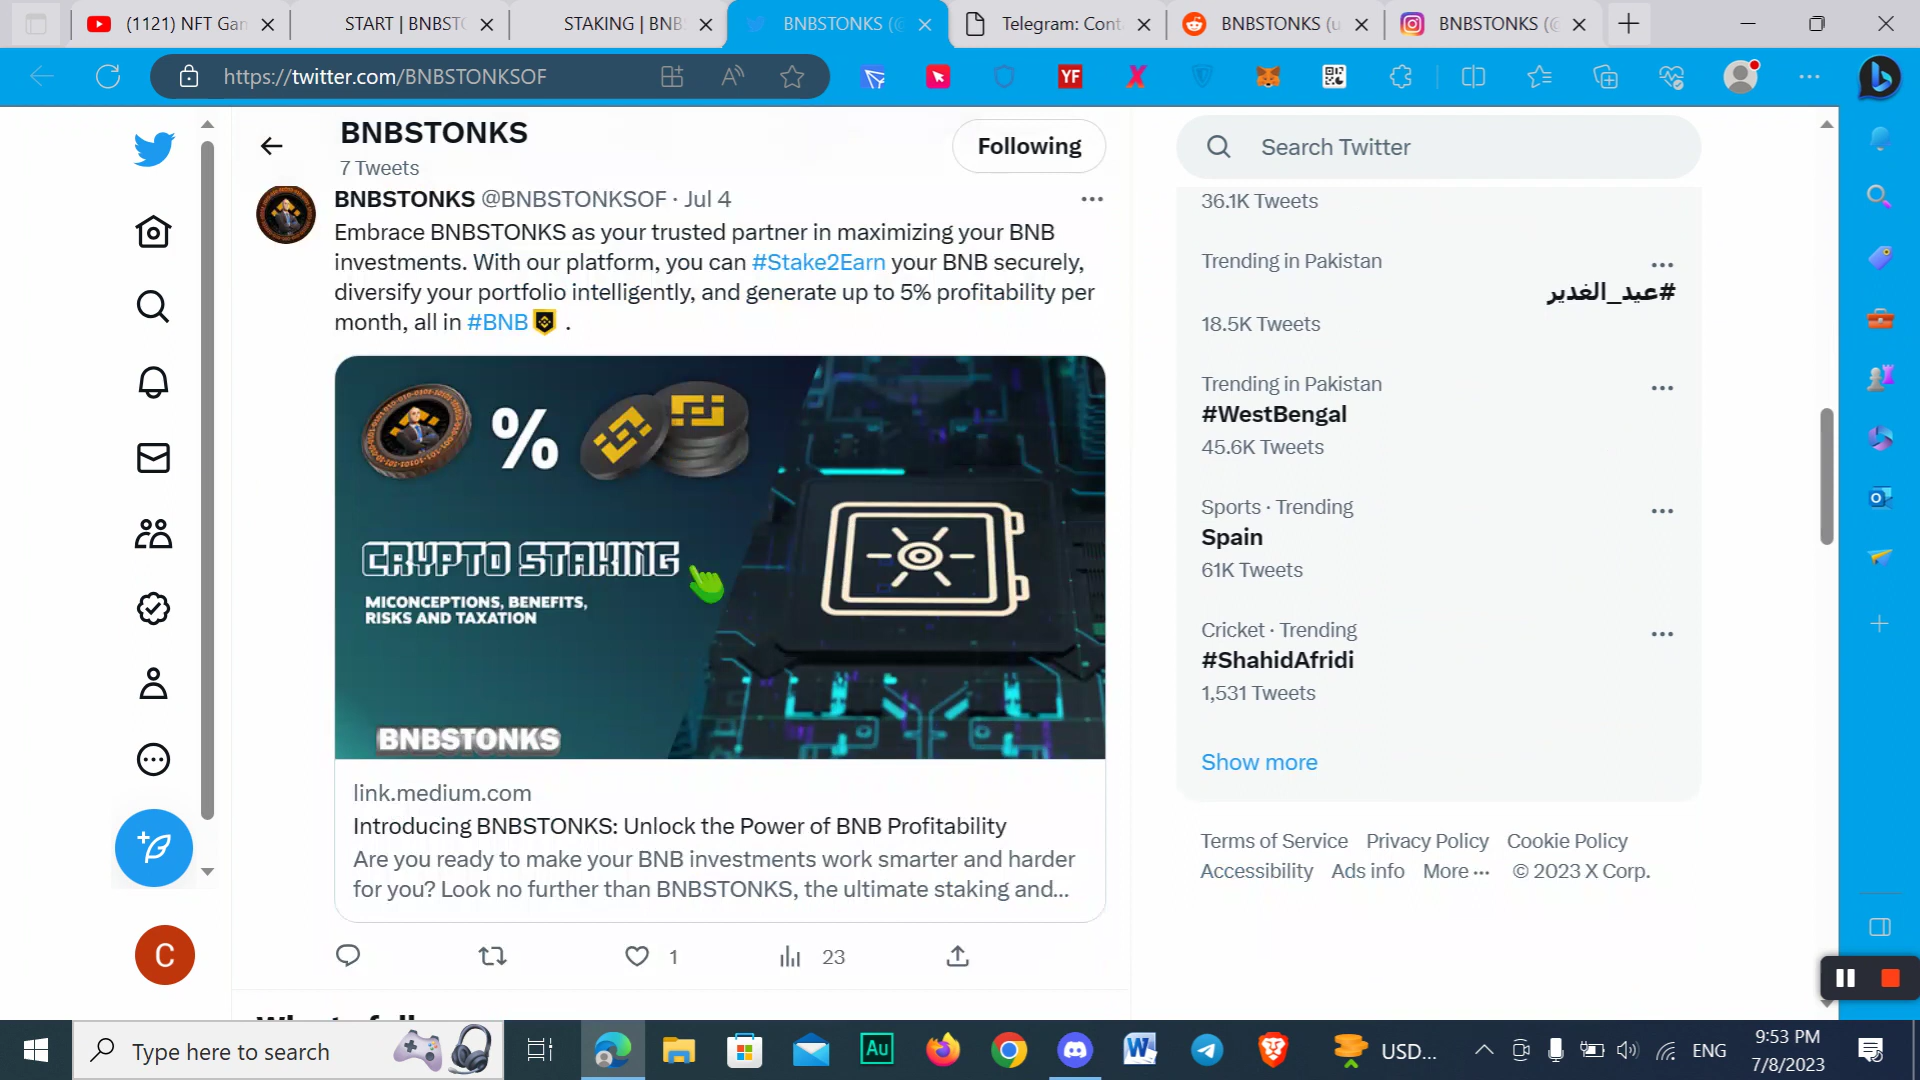 (1121) NFT Gan
START | BNBSTO
STAKING | BNB
BNBSTONKS (@
Telegram: Cont
BNBSTONKS (u
BNBSTONKS (@
https://twitter.com/BNBSTONKSOF
YF
BNBSTONKS
7 Tweets
Following
Search Twitter
BNBSTONKS @BNBSTONKSOF · Jul 4
Embrace BNBSTONKS as your trusted partner in maximizing your BNB
investments. With our platform, you can #Stake2Earn your BNB securely,
diversify your portfolio intelligently, and generate up to 5% profitability per
month, all in #BNB .
%
CRYPTO STAKING
MICONCEPTIONS, BENEFITS,
RISKS AND TAXATION
BNBSTONKS
link.medium.com
Introducing BNBSTONKS: Unlock the Power of BNB Profitability
Are you ready to make your BNB investments work smarter and harder
for you? Look no further than BNBSTONKS, the ultimate staking and...
1
23
36.1K Tweets
Trending in Pakistan
#عيد_الغدير
18.5K Tweets
Trending in Pakistan
#WestBengal
45.6K Tweets
Sports · Trending
Spain
61K Tweets
Cricket · Trending
#ShahidAfridi
1,531 Tweets
Show more
Terms of Service Privacy Policy Cookie Policy
Accessibility Ads info More ··· © 2023 X Corp.
C
Type here to search
Au
USD...
ENG
9:53 PM
7/8/2023